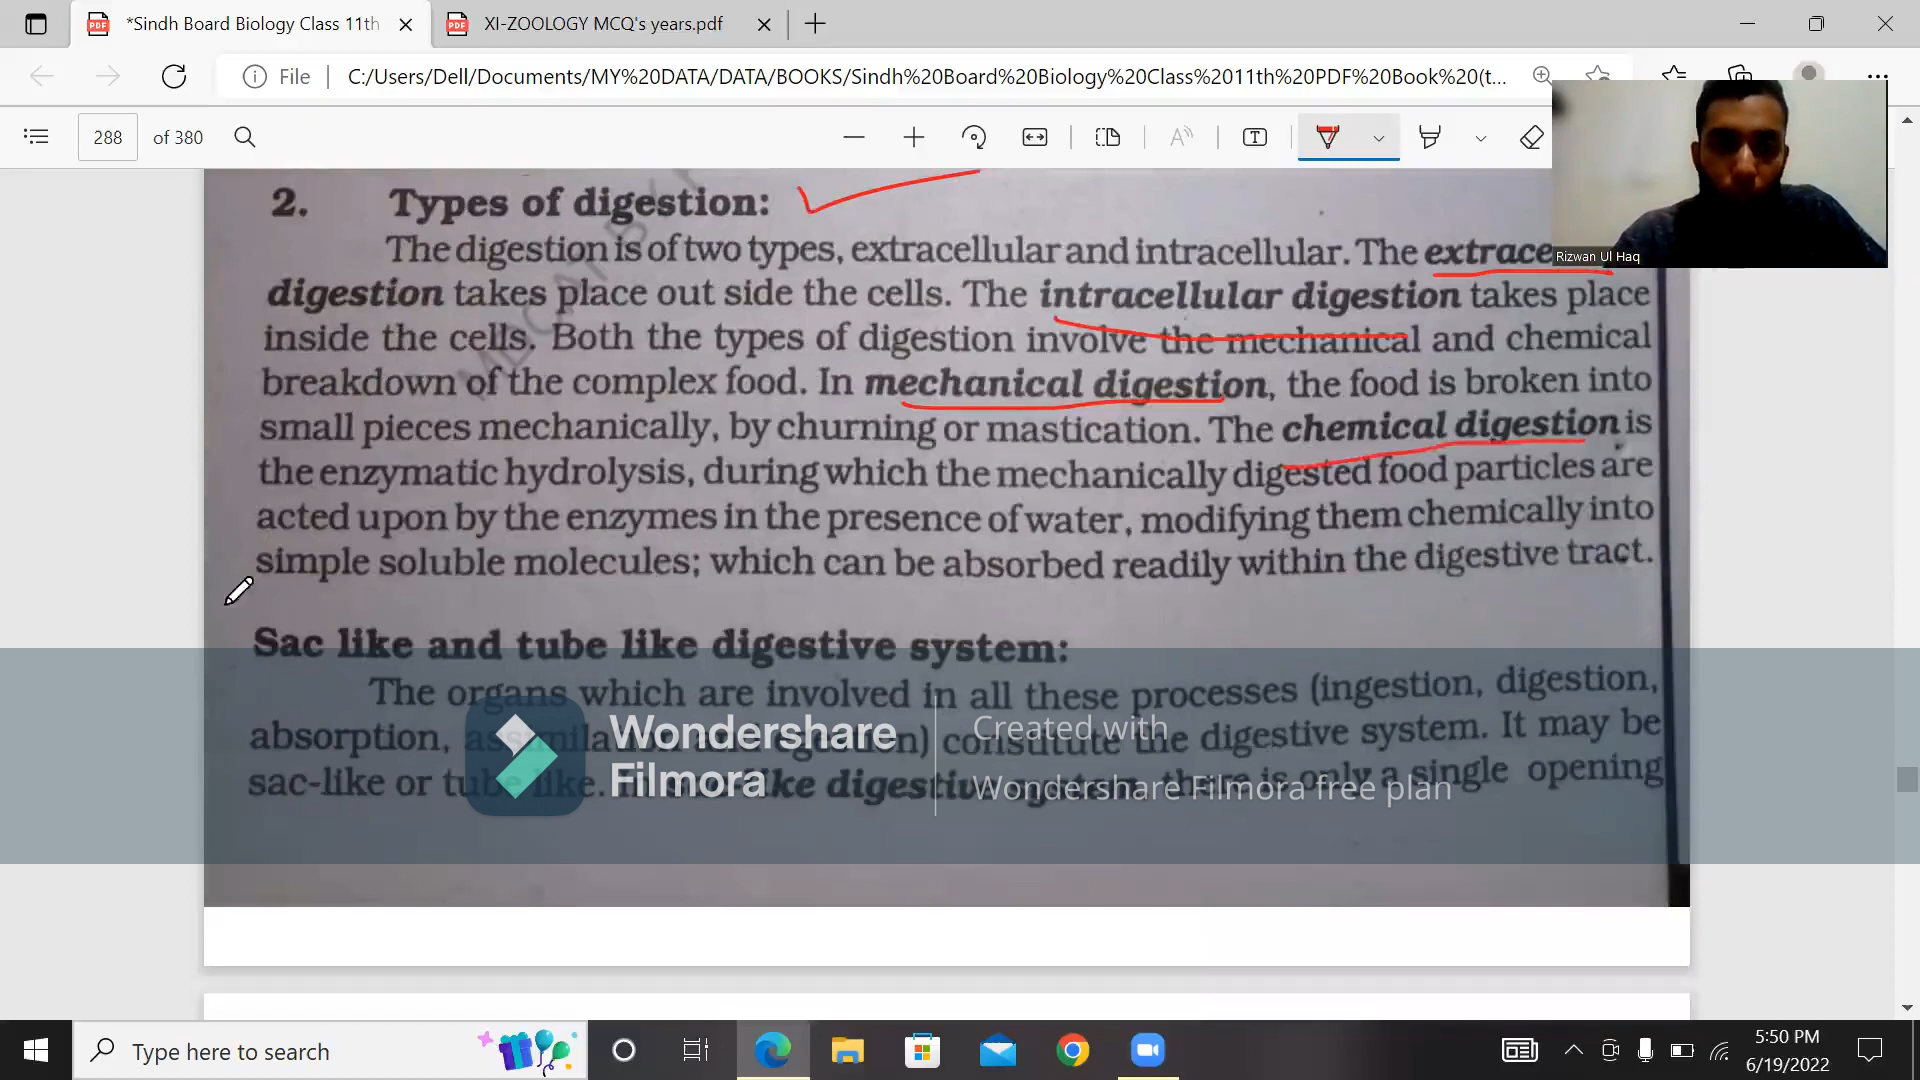 *Sindh Board Biology Class 11th
XI-ZOOLOGY MCQ's years.pdf
File
C:/Users/Dell/Documents/MY%20DATA/DATA/BOOKS/Sindh%20Board%20Biology%20Class%2011th%20PDF%20Book%20(t...
288 of 380
Rizwan Ul Haq
2. Types of digestion:
The digestion is of two types, extracellular and intracellular. The
digestion takes place out side the cells. The intracellular digestion takes place
inside the cells. Both the types of digestion involve the mechanical and chemical
breakdown of the complex food. In mechanical digestion, the food is broken into
small pieces mechanically, by churning or mastication. The chemical digestion is
the enzymatic hydrolysis, during which the mechanically digested food particles are
acted upon by the enzymes in the presence of water, modifying them chemically into
simple soluble molecules; which can be absorbed readily within the digestive tract.
Sac like and tube like digestive system:
The organs which are involved in all these processes (ingestion, digestion,
absorption, constitute the digestive system. It may be
sac-like or there is only a single opening
Wondershare
Filmora
Created with
Wondershare Filmora free plan
Type here to search
5:50 PM
6/19/2022